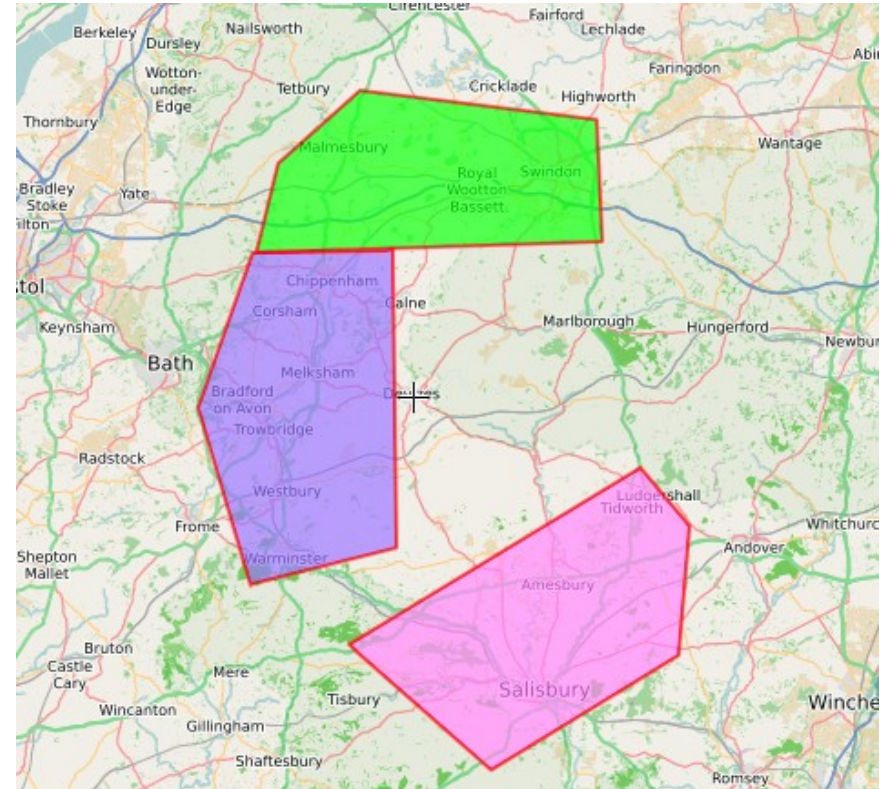 Cirencester
Fairford
Berkeley
Nailsworth
Lechlade
Dursley
Faringdon
Wotton-
under-
Edge
Tetbury
Cricklade
Highworth
Thornbury
Malmesbury
Wantage
Royal
Wootton
Bassett
Swindon
Bradley
Stoke
Yate
Chippenham
Calne
Corsham
Marlborough
Hungerford
Keynsham
Bath
Melksham
Bradford
on Avon
Trowbridge
Radstock
Westbury
Ludgershall
Tidworth
Frome
Whitchurc
Andover
Warminster
Shepton
Mallet
Amesbury
Bruton
Castle
Cary
Mere
Tisbury
Salisbury
Wincanton
Winche
Gillingham
Shaftesbury
Romsey